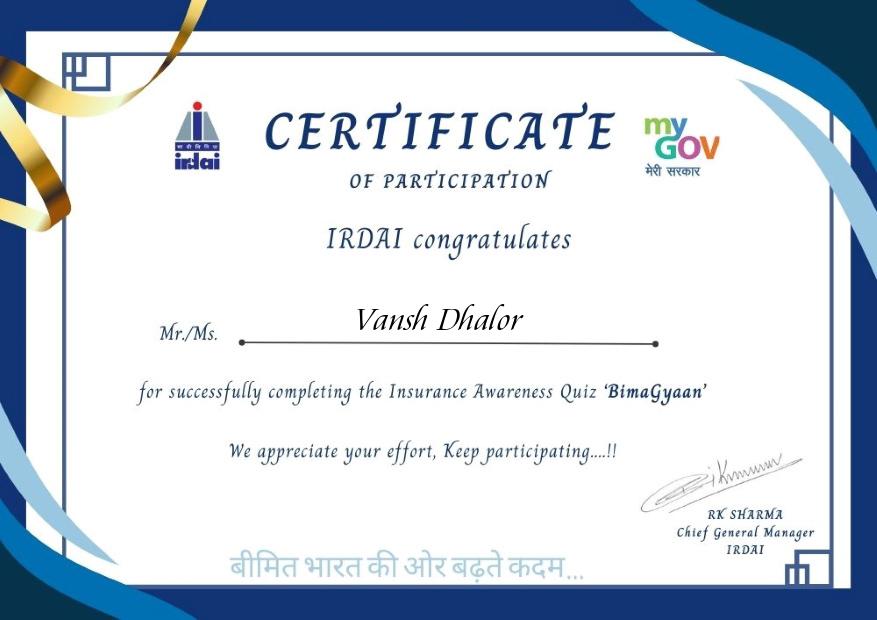 CERTIFICATE
OF PARTICIPATION
सा बी वि नि प्रा
irdai
my
GOV
मेरी सरकार
IRDAI congratulates
Mr./Ms.
Vansh Dhalor
for successfully completing the Insurance Awareness Quiz ‘BimaGyaan’
We appreciate your effort, Keep participating....!!
RK SHARMA
Chief General Manager
IRDAI
बीमित भारत की ओर बढ़ते कदम...